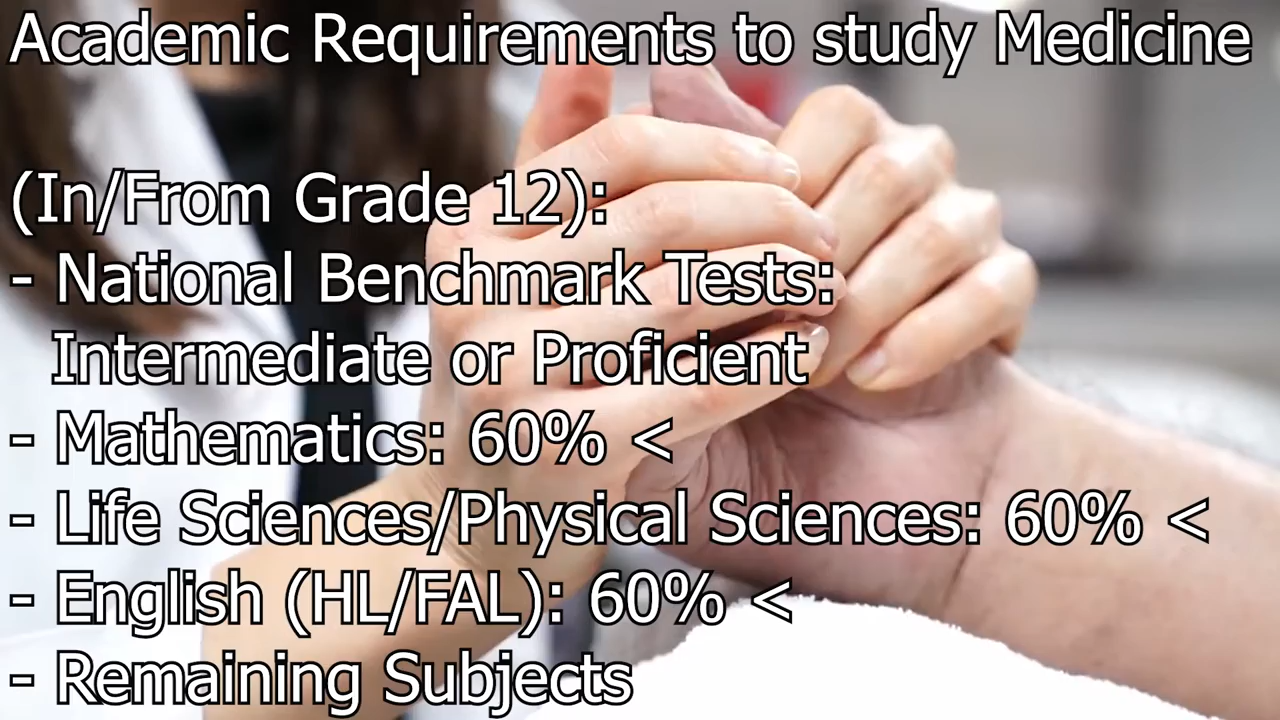 Academic Requirements to study Medicine
(In/From Grade 12):
- National Benchmark Tests:
Intermediate or Proficient
- Mathematics: 60% <
- Life Sciences/Physical Sciences: 60% <
- English (HL/FAL): 60% <
- Remaining Subjects